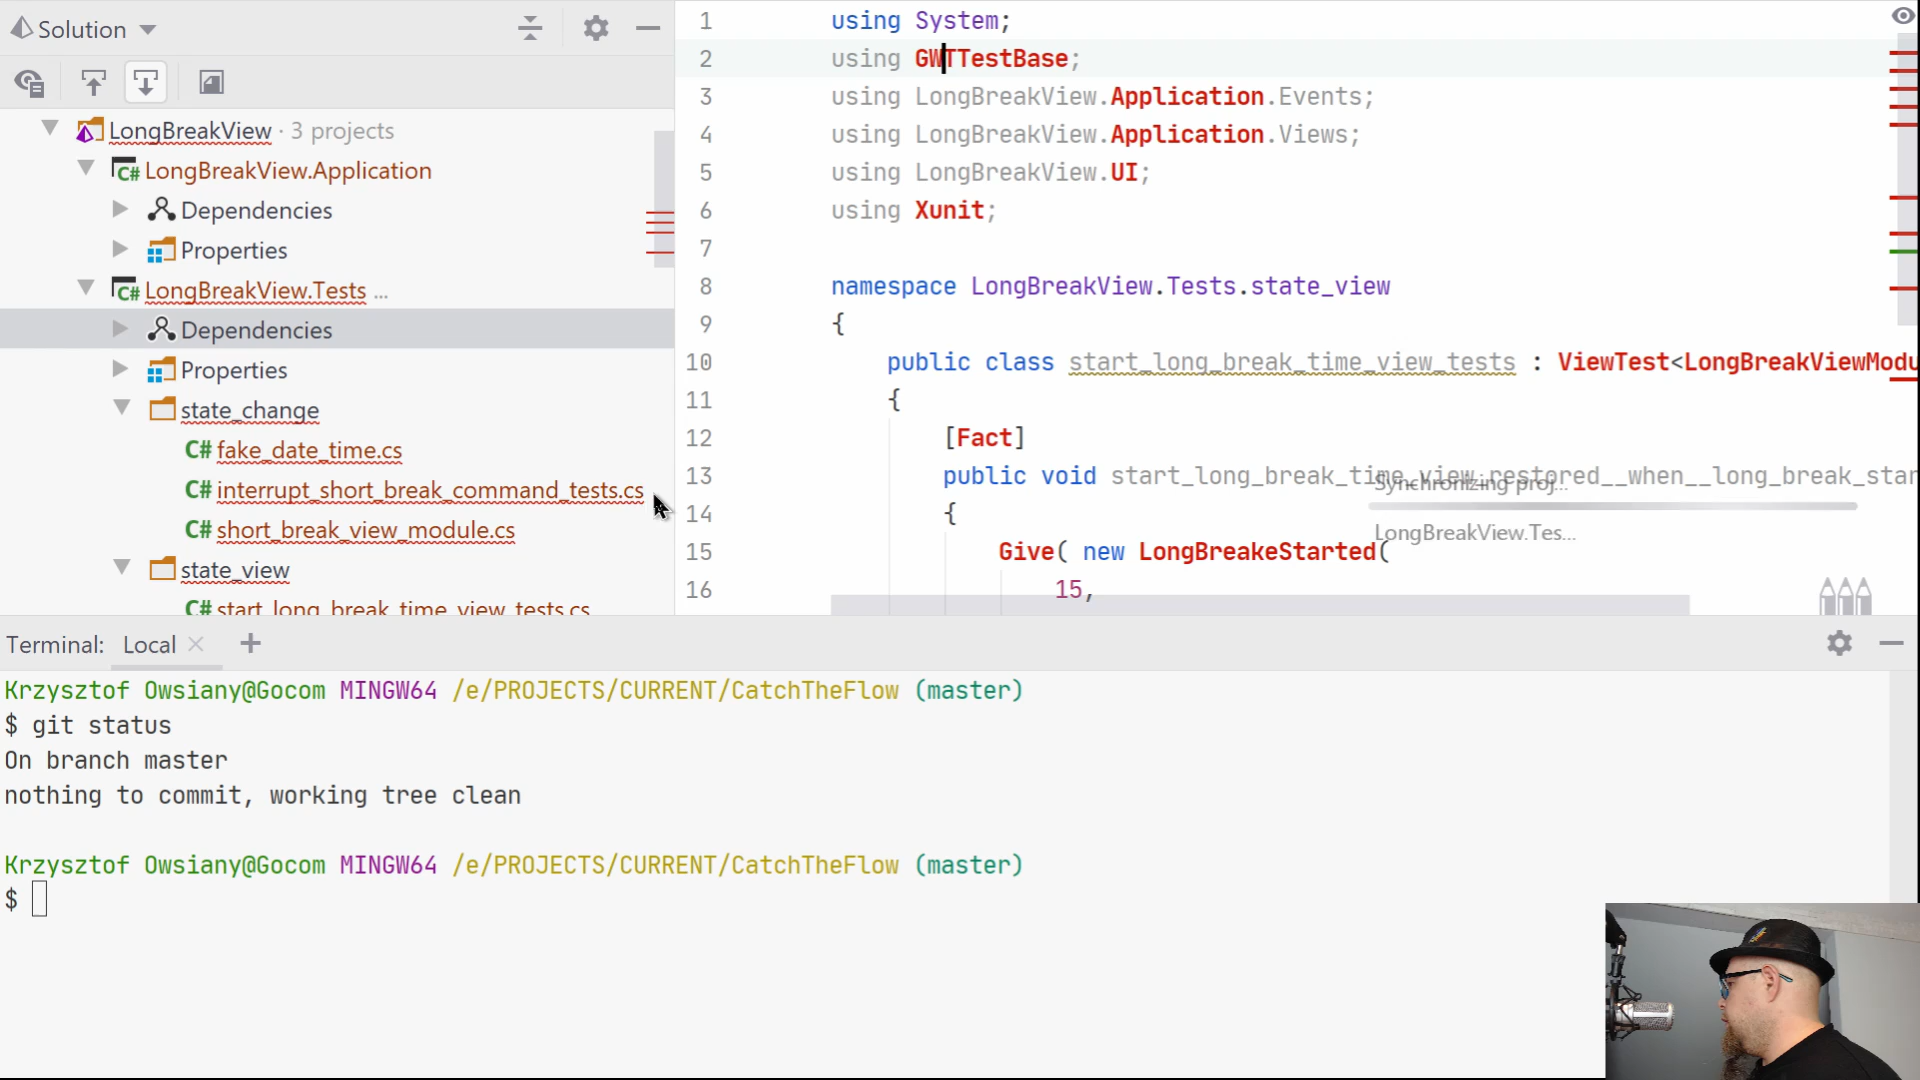 Solution
LongBreakView · 3 projects
C# LongBreakView.Application
Dependencies
Properties
C# LongBreakView.Tests ...
Dependencies
Properties
state_change
C# fake_date_time.cs
C# interrupt_short_break_command_tests.cs
C# short_break_view_module.cs
state_view
C# start_long_break_time_view_tests.cs
1 using System;
2 using GWTTestBase;
3 using LongBreakView.Application.Events;
4 using LongBreakView.Application.Views;
5 using LongBreakView.UI;
6 using Xunit;
7
8 namespace LongBreakView.Tests.state_view
9 {
10 public class start_long_break_time_view_tests : ViewTest<LongBreakViewModu
11 {
12 [Fact]
13 public void start_long_break_time_view_restored__when__long_break_star
Synchronizing proj...
14 {
LongBreakView.Tes...
15 Give( new LongBreakeStarted(
16 15,
Terminal: Local
Krzysztof Owsiany@Gocom MINGW64 /e/PROJECTS/CURRENT/CatchTheFlow (master)
$ git status
On branch master
nothing to commit, working tree clean
Krzysztof Owsiany@Gocom MINGW64 /e/PROJECTS/CURRENT/CatchTheFlow (master)
$